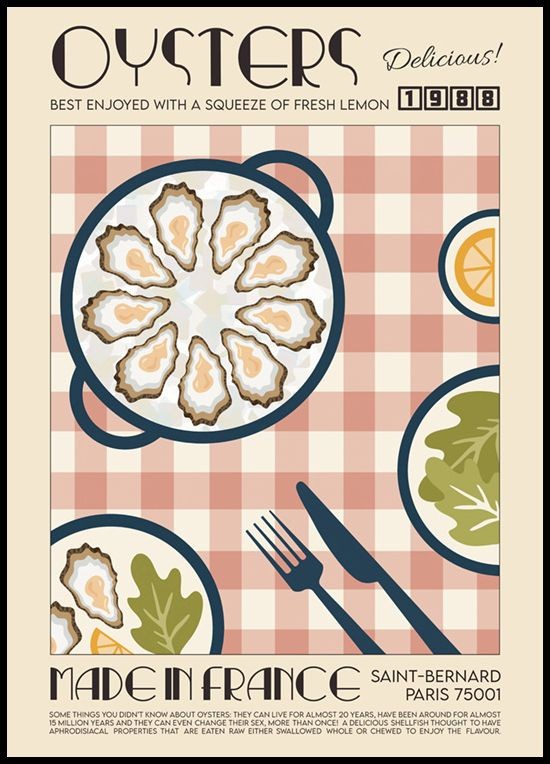 OYSTERS
Delicious!
BEST ENJOYED WITH A SQUEEZE OF FRESH LEMON
1988
MADE IN FRANCE
SAINT-BERNARD
PARIS 75001
SOME THINGS YOU DIDN'T KNOW ABOUT OYSTERS: THEY CAN LIVE FOR ALMOST 20 YEARS, HAVE BEEN AROUND FOR ALMOST
15 MILLION YEARS AND THEY CAN EVEN CHANGE THEIR SEX, MORE THAN ONCE! A DELICIOUS SHELLFISH THOUGHT TO HAVE
APHRODISIACAL PROPERTIES THAT ARE EATEN RAW EITHER SWALLOWED WHOLE OR CHEWED TO ENJOY THE FLAVOUR.